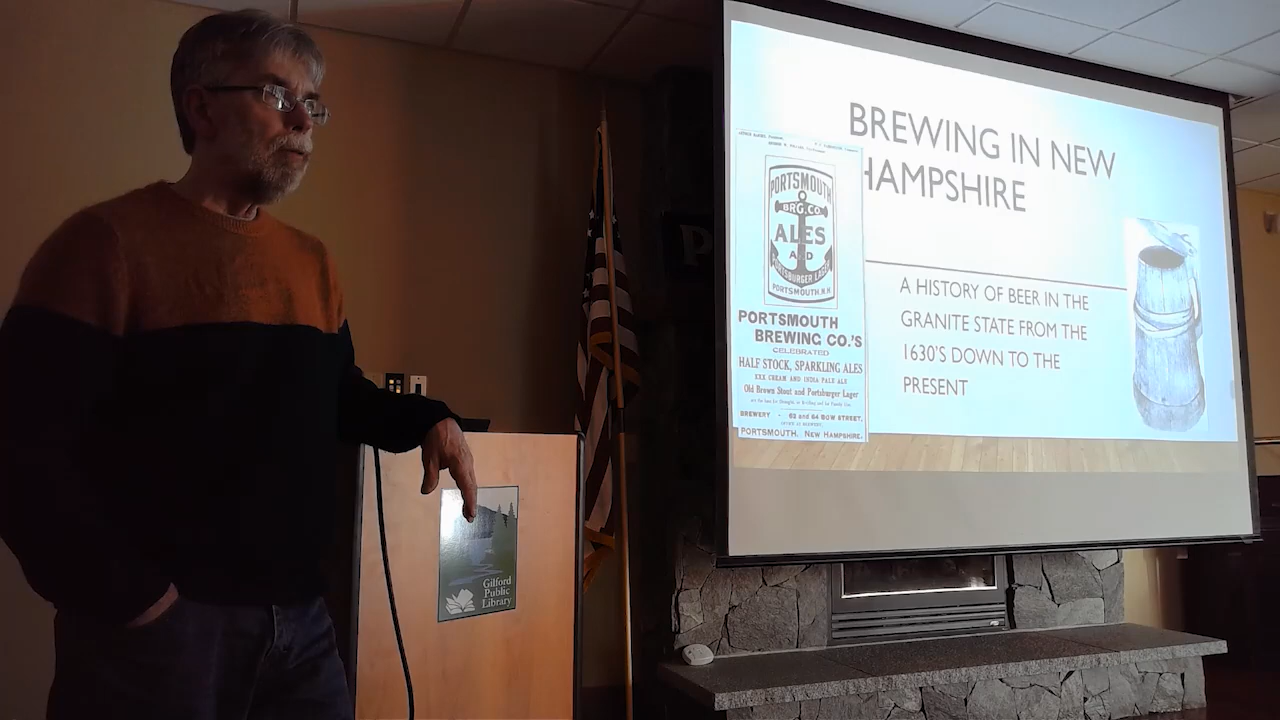 BREWING IN NEW
HAMPSHIRE
A HISTORY OF BEER IN THE
GRANITE STATE FROM THE
1630'S DOWN TO THE
PRESENT
PORTSMOUTH
BRG. CO.
ALES
AND
PORTSBURGER LAGER
PORTSMOUTH, N.H.
PORTSMOUTH
BREWING CO.'S
CELEBRATED
HALF STOCK, SPARKLING ALES
XXX CREAM AND INDIA PALE ALE
Old Brown Stout and Portsburger Lager
BREWERY - 62 and 64 BOW STREET,
PORTSMOUTH, NEW HAMPSHIRE.
Gilford
Public
Library